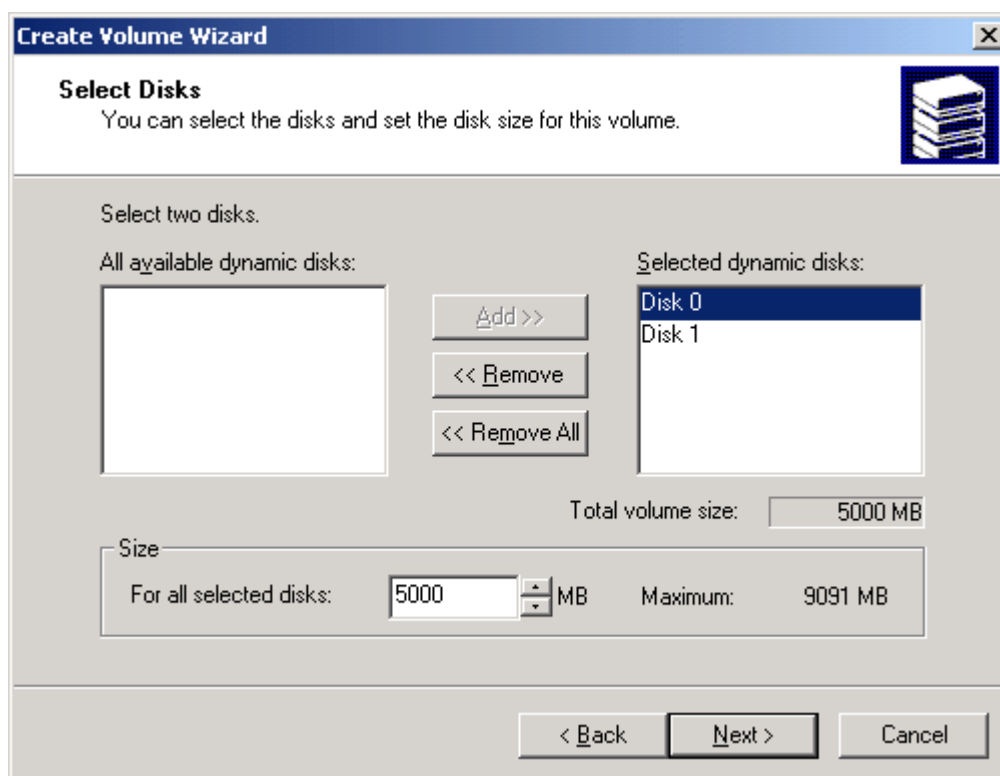 Create Volume Wizard
Select Disks
You can select the disks and set the disk size for this volume.
Select two disks.
All available dynamic disks:
Selected dynamic disks:
Add >>
<< Remove
<< Remove All
Disk 0
Disk 1
Total volume size: 5000 MB
Size
For all selected disks: 5000 MB Maximum: 9091 MB
< Back Next > Cancel